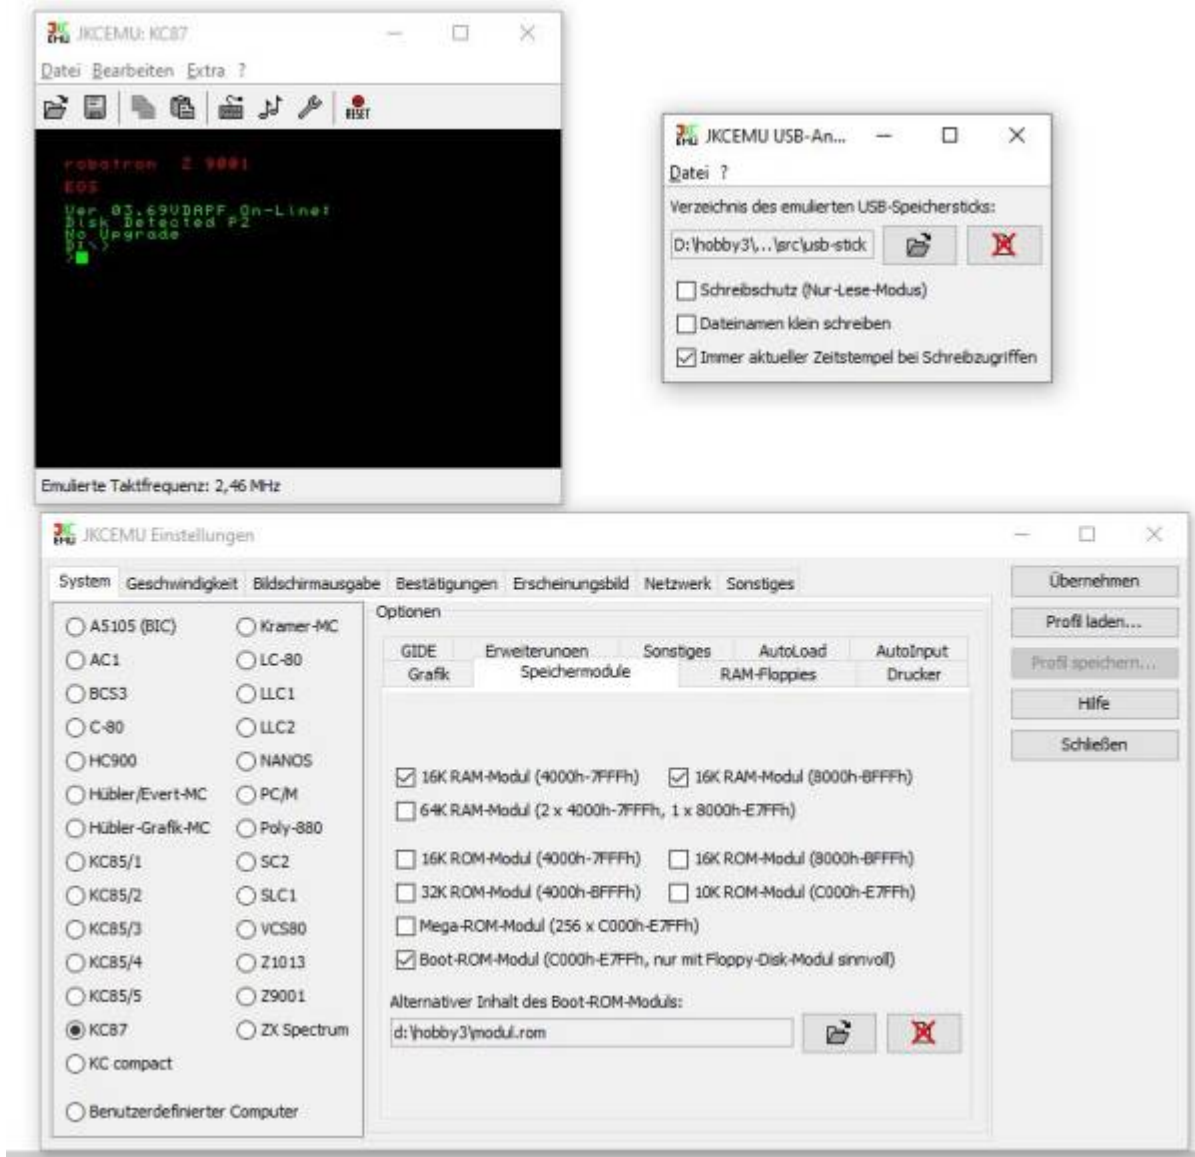 JKCEMU: KC87
Datei Bearbeiten Extra ?
RESET
robotron Z 9001
EOS
Ver 03.69VDAPF On-Line:
Disk Detected P2
No Upgrade
D:\>
>
Emulierte Taktfrequenz: 2,46 MHz
JKCEMU USB-An...
Datei ?
Verzeichnis des emulierten USB-Speichersticks:
D:\hobby3\...\src\usb-stick
Schreibschutz (Nur-Lese-Modus)
Dateinamen klein schreiben
Immer aktueller Zeitstempel bei Schreibzugriffen
JKCEMU Einstellungen
System Geschwindigkeit Bildschirmausgabe Bestätigungen Erscheinungsbild Netzwerk Sonstiges
A5105 (BIC)
AC1
BCS3
C-80
HC900
Hübler/Evert-MC
Hübler-Grafik-MC
KC85/1
KC85/2
KC85/3
KC85/4
KC85/5
KC87
KC compact
Benutzerdefinierter Computer
Kramer-MC
LC-80
LLC1
LLC2
NANOS
PC/M
Poly-880
SC2
SLC1
VCS80
Z1013
Z9001
ZX Spectrum
Optionen
GIDE Erweiterungen Sonstiges AutoLoad AutoInput
Grafik Speichermodule RAM-Floppies Drucker
16K RAM-Modul (4000h-7FFFh) 16K RAM-Modul (8000h-BFFFh)
64K RAM-Modul (2 x 4000h-7FFFh, 1 x 8000h-E7FFh)
16K ROM-Modul (4000h-7FFFh) 16K ROM-Modul (8000h-BFFFh)
32K ROM-Modul (4000h-BFFFh) 10K ROM-Modul (C000h-E7FFh)
Mega-ROM-Modul (256 x C000h-E7FFh)
Boot-ROM-Modul (C000h-E7FFh, nur mit Floppy-Disk-Modul sinnvoll)
Alternativer Inhalt des Boot-ROM-Moduls:
d:\hobby3\modul.rom
Übernehmen
Profil laden...
Profil speichern...
Hilfe
Schließen